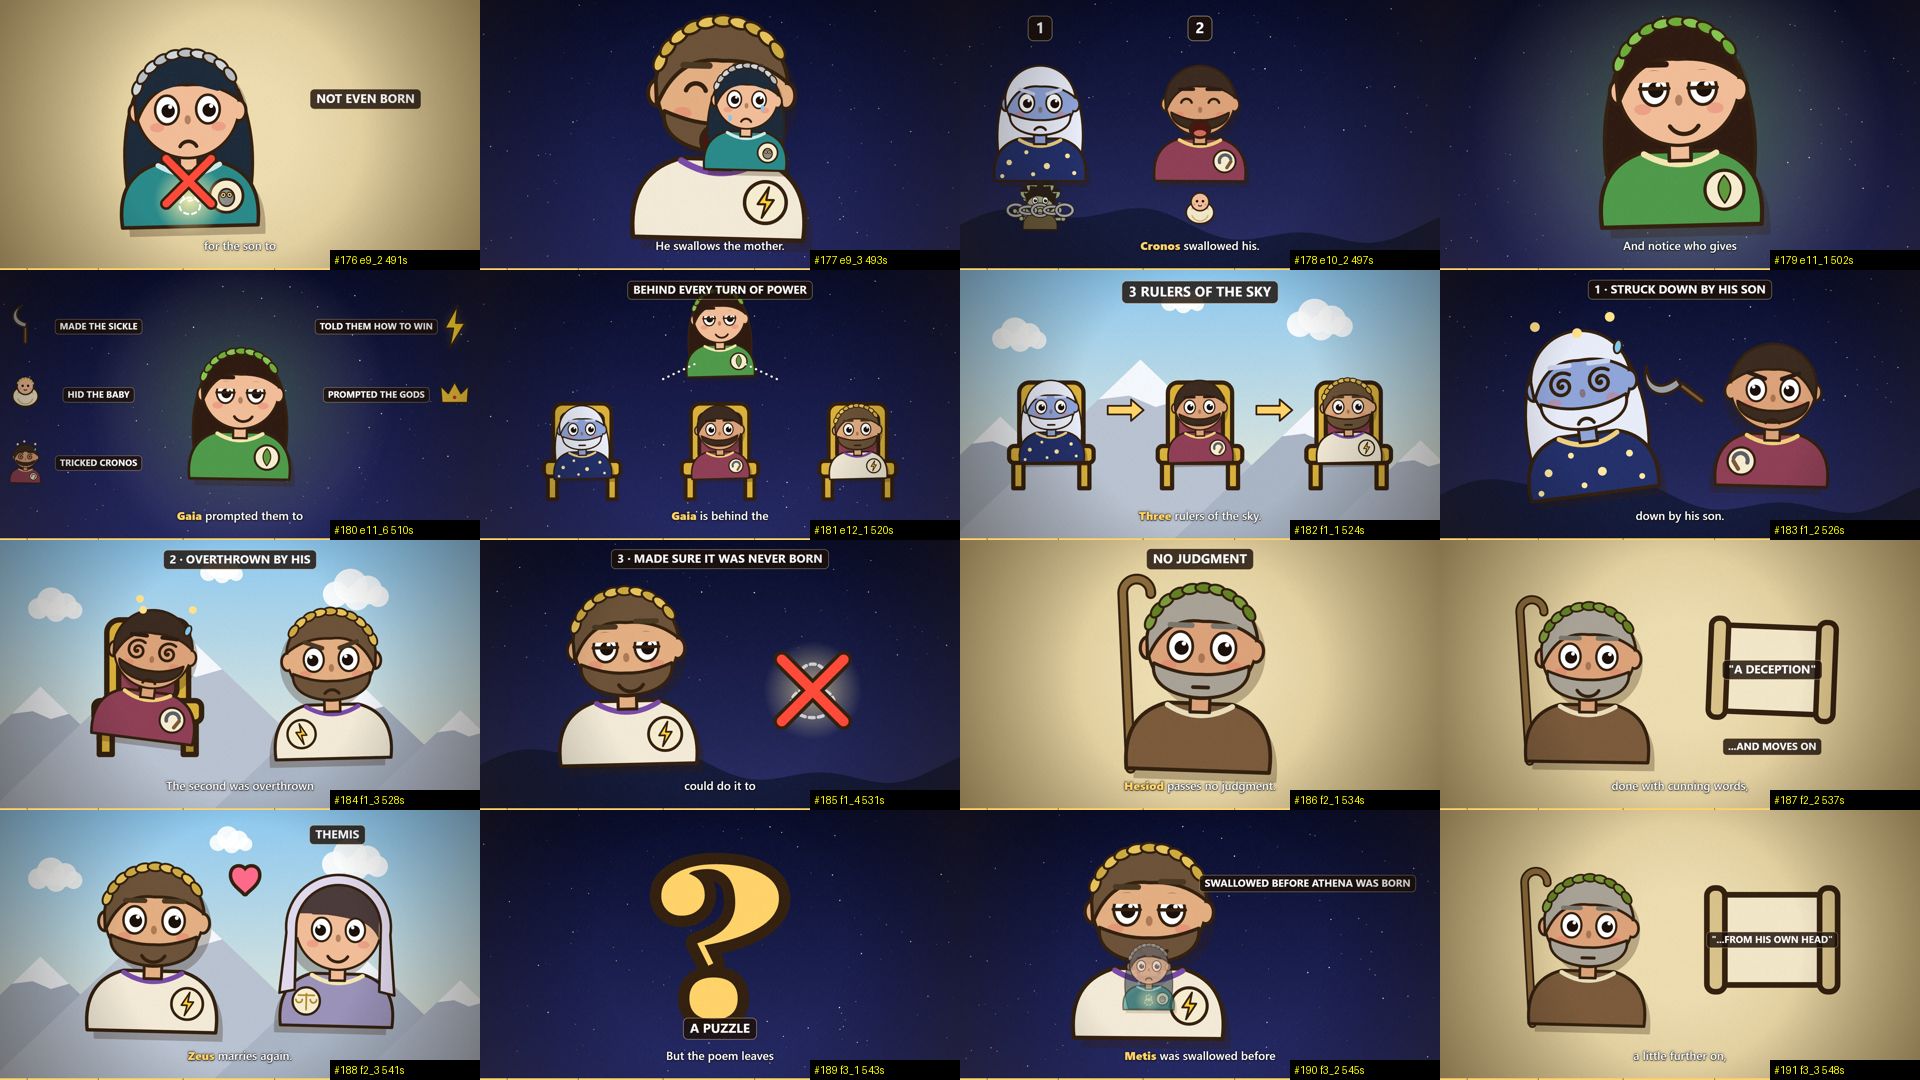 NOT EVEN BORN
for the son to
#176 e9_2 491s
He swallows the mother.
#177 e9_3 493s
1
2
Cronos swallowed his.
#178 e10_2 497s
And notice who gives
#179 e11_1 502s
MADE THE SICKLE
TOLD THEM HOW TO WIN
HID THE BABY
PROMPTED THE GODS
TRICKED CRONOS
Gaia prompted them to
#180 e11_6 510s
BEHIND EVERY TURN OF POWER
Gaia is behind the
#181 e12_1 520s
3 RULERS OF THE SKY
Three rulers of the sky.
#182 f1_1 524s
1 · STRUCK DOWN BY HIS SON
down by his son.
#183 f1_2 526s
2 · OVERTHROWN BY HIS
The second was overthrown
#184 f1_3 528s
3 · MADE SURE IT WAS NEVER BORN
could do it to
#185 f1_4 531s
NO JUDGMENT
Hesiod passes no judgment.
#186 f2_1 534s
"A DECEPTION"
...AND MOVES ON
done with cunning words,
#187 f2_2 537s
THEMIS
Zeus marries again.
#188 f2_3 541s
A PUZZLE
But the poem leaves
#189 f3_1 543s
SWALLOWED BEFORE ATHENA WAS BORN
Metis was swallowed before
#190 f3_2 545s
"...FROM HIS OWN HEAD"
a little further on,
#191 f3_3 548s